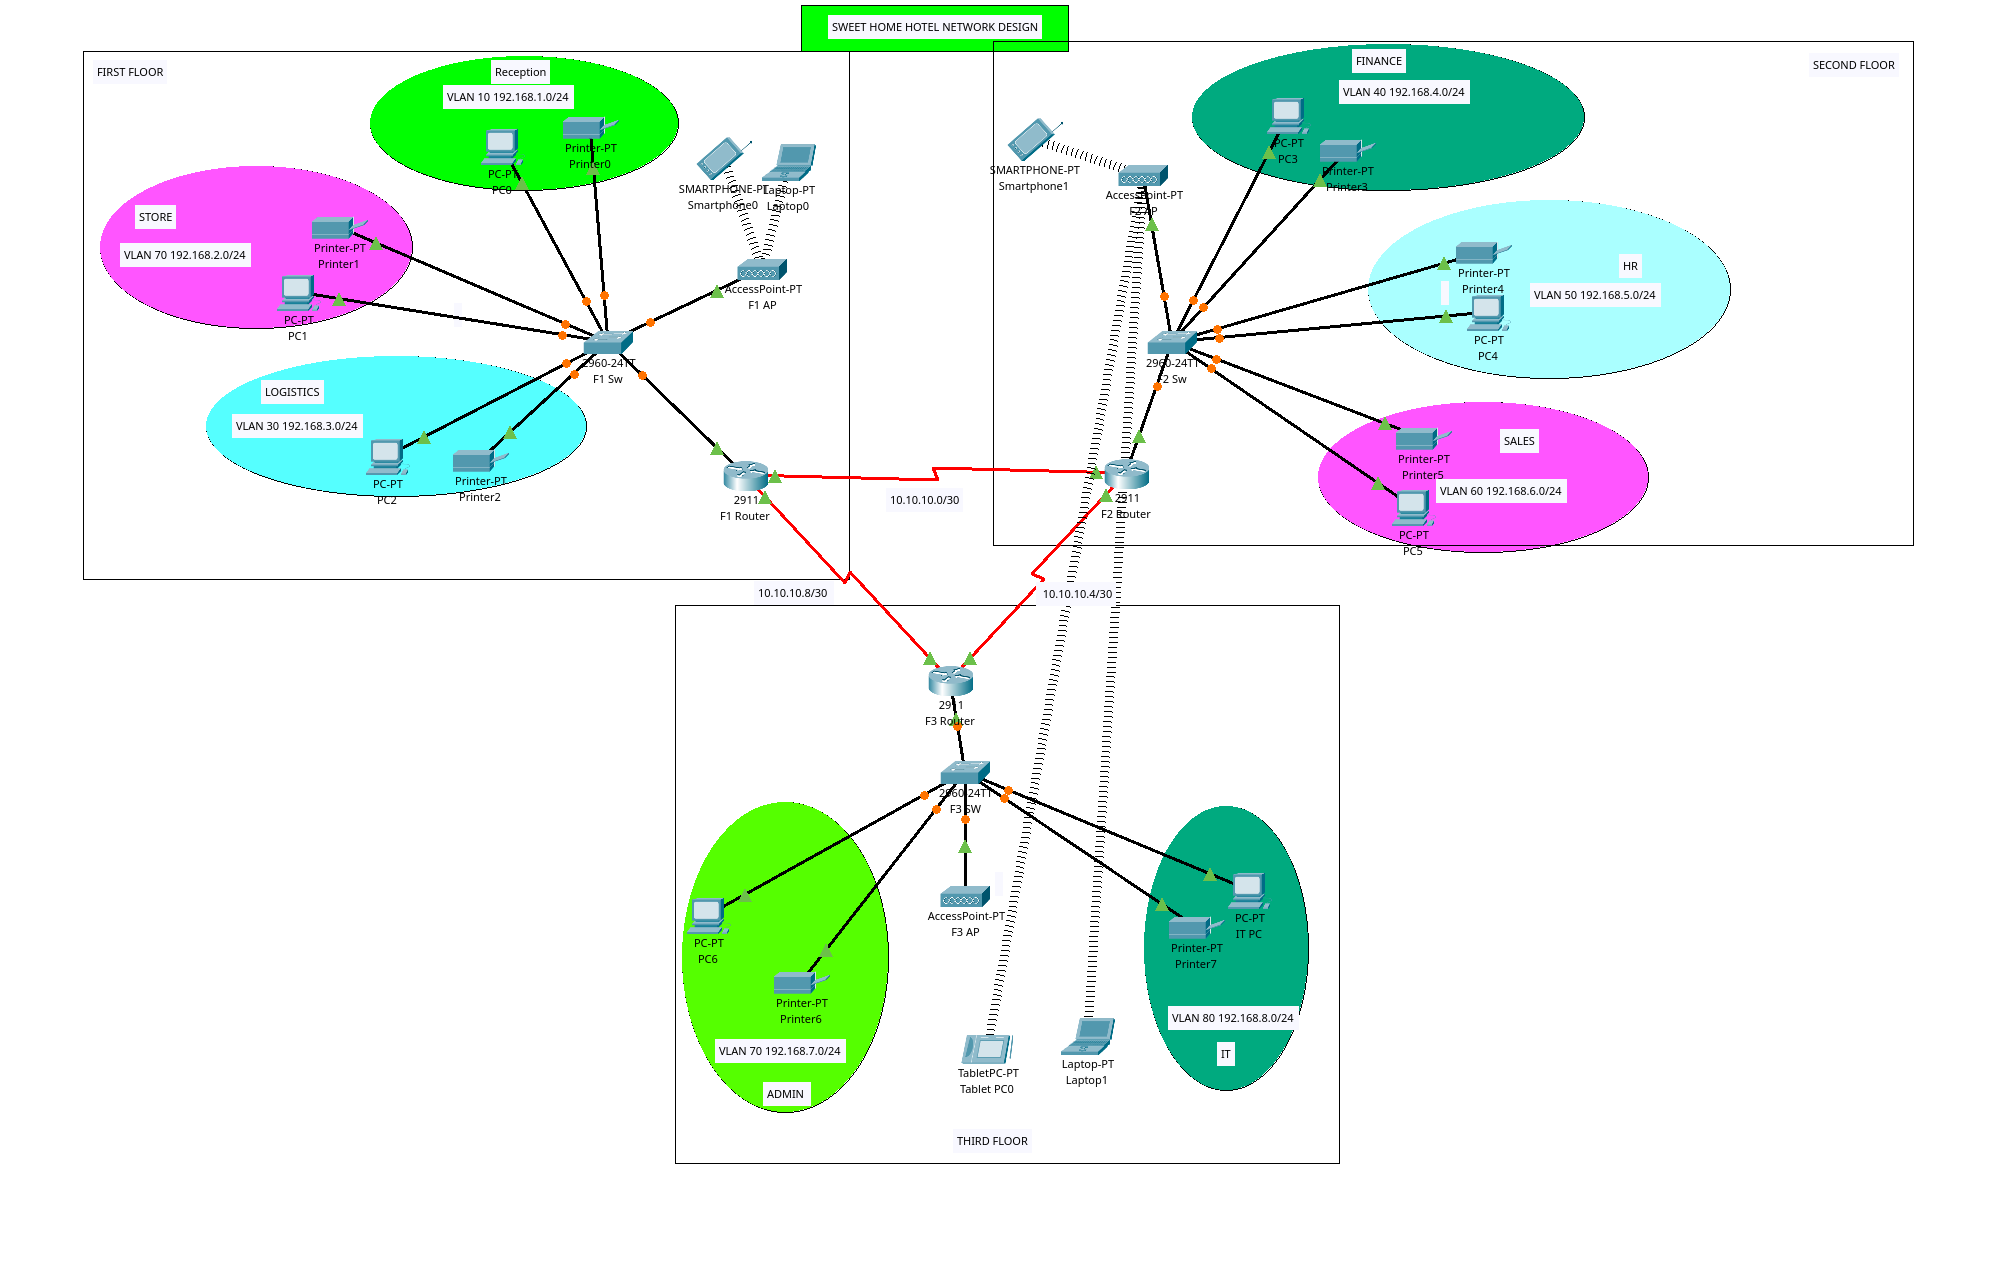 SWEET HOME HOTEL NETWORK DESIGN
FIRST FLOOR
Reception
VLAN 10 192.168.1.0/24
PC-PT
PC0
Printer-PT
Printer0
STORE
VLAN 70 192.168.2.0/24
Printer-PT
Printer1
PC-PT
PC1
SMARTPHONE-PT
Smartphone0
Laptop-PT
Laptop0
AccessPoint-PT
F1 AP
2960-24TT
F1 Sw
LOGISTICS
VLAN 30 192.168.3.0/24
PC-PT
PC2
Printer-PT
Printer2
2911
F1 Router
10.10.10.0/30
SECOND FLOOR
FINANCE
VLAN 40 192.168.4.0/24
PC-PT
PC3
Printer-PT
Printer3
SMARTPHONE-PT
Smartphone1
AccessPoint-PT
F2 AP
HR
VLAN 50 192.168.5.0/24
Printer-PT
Printer4
PC-PT
PC4
2960-24TT
F2 Sw
SALES
Printer-PT
Printer5
VLAN 60 192.168.6.0/24
PC-PT
PC5
2911
F2 Router
10.10.10.8/30
10.10.10.4/30
2911
F3 Router
2960-24TT
F3 SW
AccessPoint-PT
F3 AP
PC-PT
PC6
Printer-PT
Printer6
VLAN 70 192.168.7.0/24
ADMIN
PC-PT
IT PC
Printer-PT
Printer7
VLAN 80 192.168.8.0/24
IT
TabletPC-PT
Tablet PC0
Laptop-PT
Laptop1
THIRD FLOOR